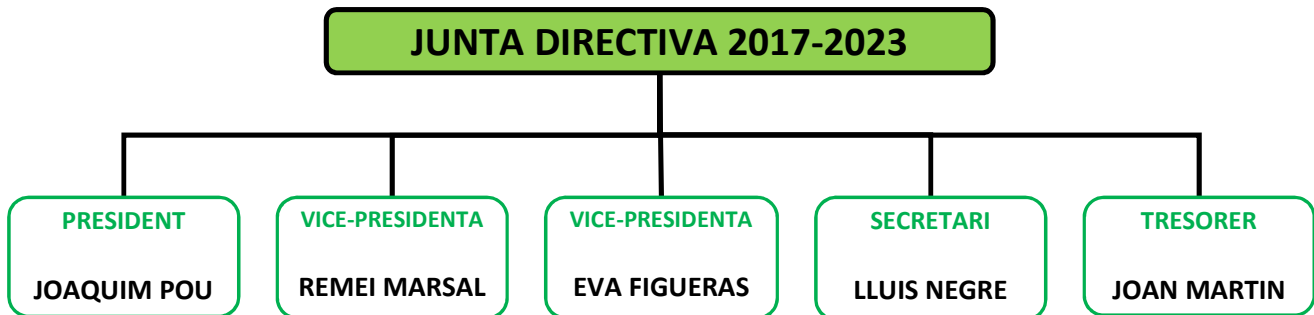 JUNTA DIRECTIVA 2017-2023
PRESIDENT
JOAQUIM POU
VICE-PRESIDENTA
REMEI MARSAL
VICE-PRESIDENTA
EVA FIGUERAS
SECRETARI
LLUIS NEGRE
TRESORER
JOAN MARTIN